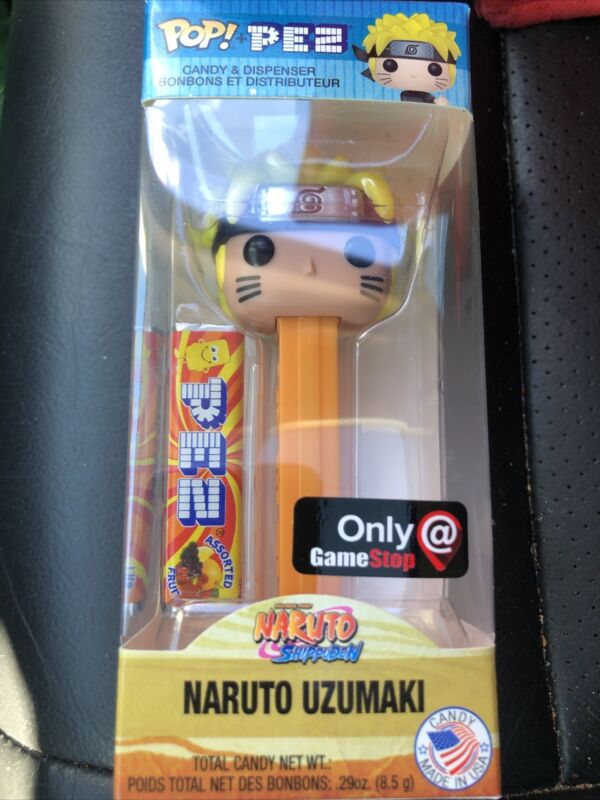 POP!+PEZ
CANDY & DISPENSER
BONBONS ET DISTRIBUTEUR
PEZ
ASSORTED
FRUIT
Only @
GameStop
NARUTO
SHIPPUDEN
NARUTO UZUMAKI
TOTAL CANDY NET WT.:
POIDS TOTAL NET DES BONBONS: .29oz. (8.5 g)
CANDY
MADE IN USA